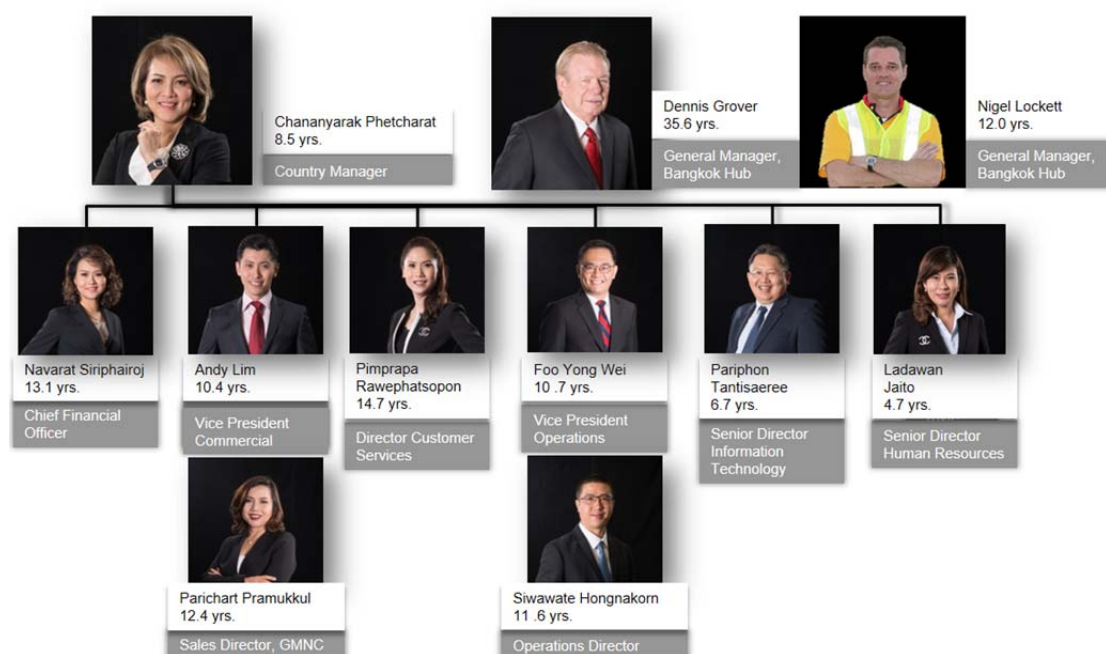 Chananyarak Phetcharat
8.5 yrs.
Country Manager
Dennis Grover
35.6 yrs.
General Manager,
Bangkok Hub
Nigel Lockett
12.0 yrs.
General Manager,
Bangkok Hub
Navarat Siriphairoj
13.1 yrs.
Chief Financial
Officer
Andy Lim
10.4 yrs.
Vice President
Commercial
Pimprapa
Rawephatsopon
14.7 yrs.
Director Customer
Services
Foo Yong Wei
10 .7 yrs.
Vice President
Operations
Pariphon
Tantisaeree
6.7 yrs.
Senior Director
Information
Technology
Ladawan
Jaito
4.7 yrs.
Senior Director
Human Resources
Parichart Pramukkul
12.4 yrs.
Sales Director, GMNC
Siwawate Hongnakorn
11 .6 yrs.
Operations Director